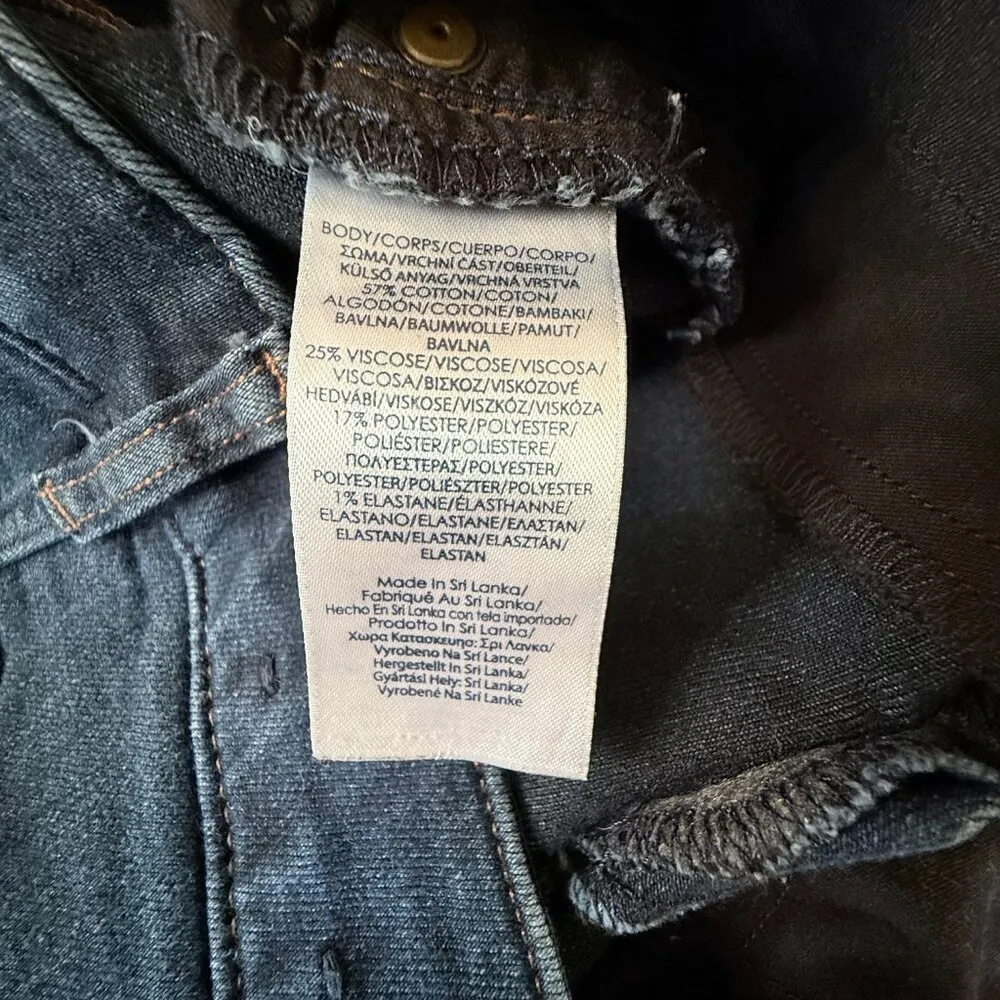 BODY/CORPS/CUERPO/CORPO/
ΣΩΜΑ/VRCHNÍ ČÁST/OBERTEIL/
KÜLSŐ ANYAG/VRCHNÁ VRSTVA
57% COTTON/COTON/
ALGODÓN/COTONE/BAMBAKI/
BAVLNA/BAUMWOLLE/PAMUT/
BAVLNA
25% VISCOSE/VISCOSE/VISCOSA/
VISCOSA/ΒΙΣΚΟΖ/VISKÓZOVÉ
HEDVÁBÍ/VISKOSE/VISZKÓZ/VISKÓZA
17% POLYESTER/POLYESTER/
POLIÉSTER/POLIESTERE/
ΠΟΛΥΕΣΤΕΡΑΣ/POLYESTER/
POLYESTER/POLIÉSZTER/POLYESTER
1% ELASTANE/ÉLASTHANNE/
ELASTANO/ELASTANE/ΕΛΑΣΤΑΝ/
ELASTAN/ELASTAN/ELASZTÁN/
ELASTAN
Made In Sri Lanka/
Fabriqué Au Sri Lanka/
Hecho En Sri Lanka con tela importada/
Prodotto In Sri Lanka/
Χωρα Κατασκευησ: Σρι Λανκα/
Vyrobeno Na Srí Lance/
Hergestellt In Sri Lanka/
Gyártási Hely: Srí Lanka/
Vyrobené Na Srí Lanke